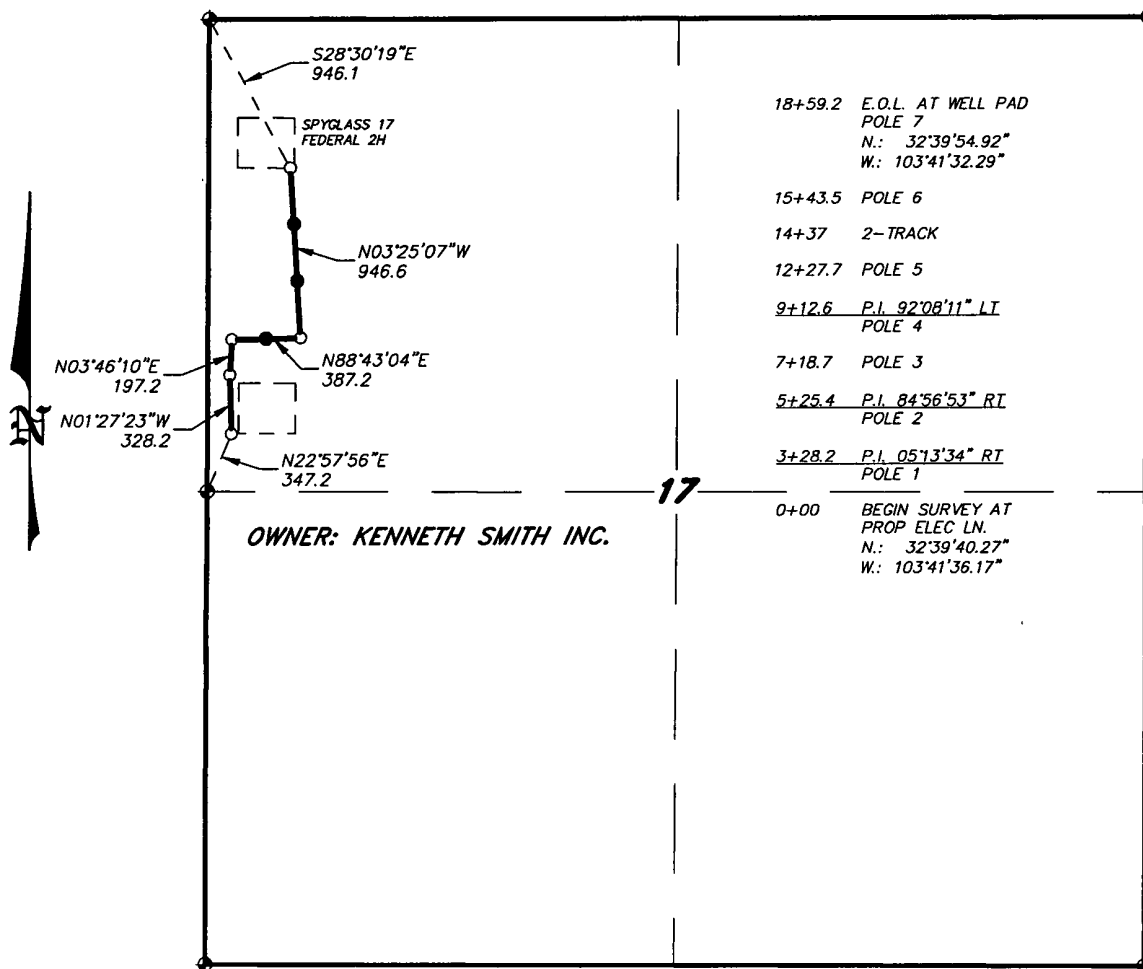 S28°30'19"E
946.1
SPYGLASS 17
FEDERAL 2H
N03°25'07"W
946.6
N03°46'10"E
197.2
N88°43'04"E
387.2
N01°27'23"W
328.2
N22°57'56"E
347.2
N
17
OWNER: KENNETH SMITH INC.
18+59.2 E.O.L. AT WELL PAD
POLE 7
N.: 32°39'54.92"
W.: 103°41'32.29"
15+43.5 POLE 6
14+37 2-TRACK
12+27.7 POLE 5
9+12.6 P.I. 92°08'11" LT
POLE 4
7+18.7 POLE 3
5+25.4 P.I. 84°56'53" RT
POLE 2
3+28.2 P.I. 05°13'34" RT
POLE 1
0+00 BEGIN SURVEY AT
PROP ELEC LN.
N.: 32°39'40.27"
W.: 103°41'36.17"